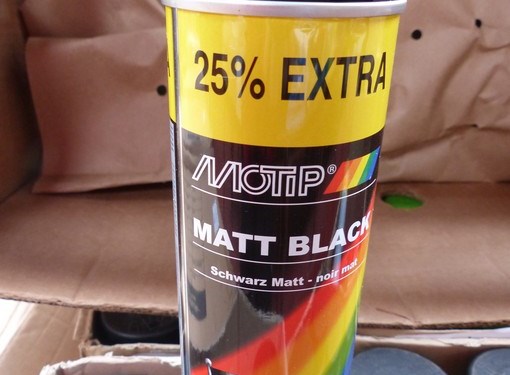 25% EXTRA
MOTIP®
MATT BLACK
Schwarz Matt - noir mat